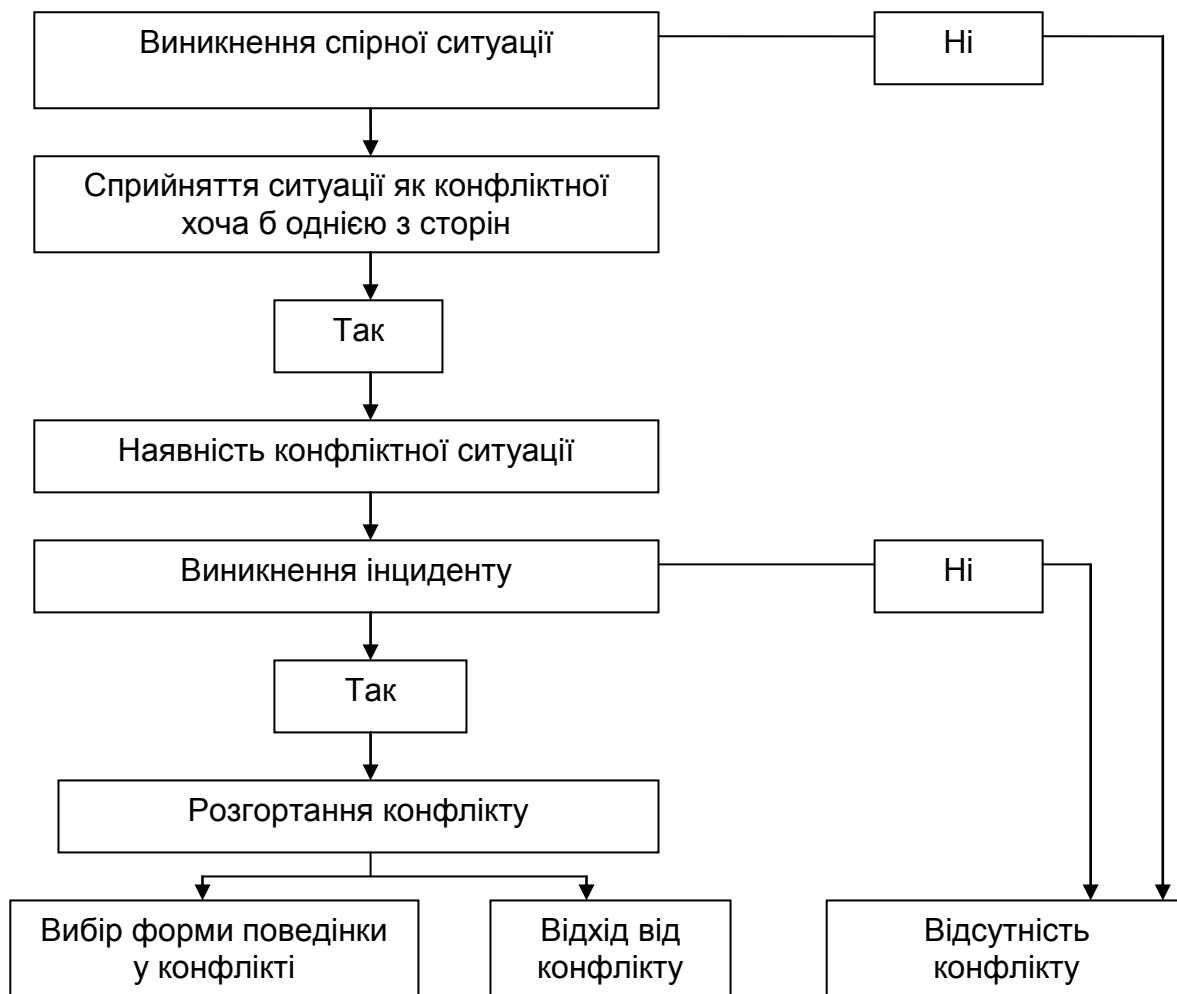 Виникнення спірної ситуації
Ні
Сприйняття ситуації як конфліктної
хоча б однією з сторін
Так
Наявність конфліктної ситуації
Виникнення інциденту
Ні
Так
Розгортання конфлікту
Вибір форми поведінки
у конфлікті
Відхід від
конфлікту
Відсутність
конфлікту